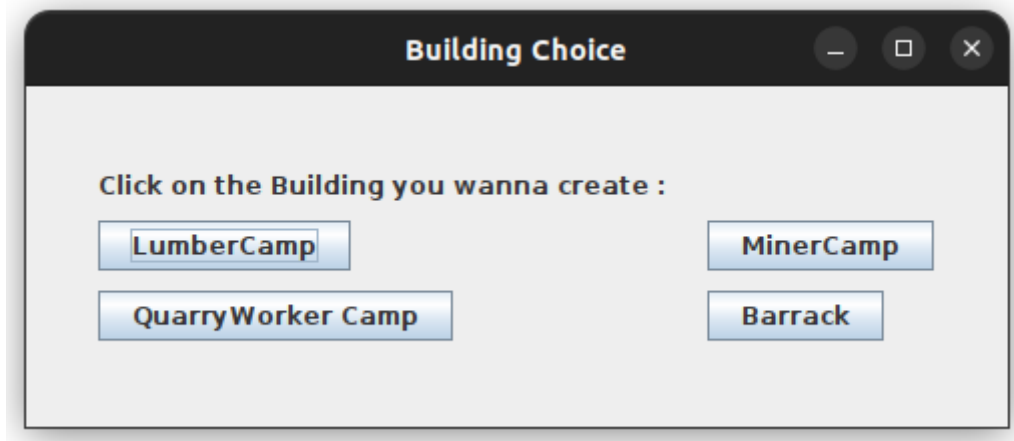 Building Choice
Click on the Building you wanna create :
LumberCamp MinerCamp
QuarryWorker Camp Barrack